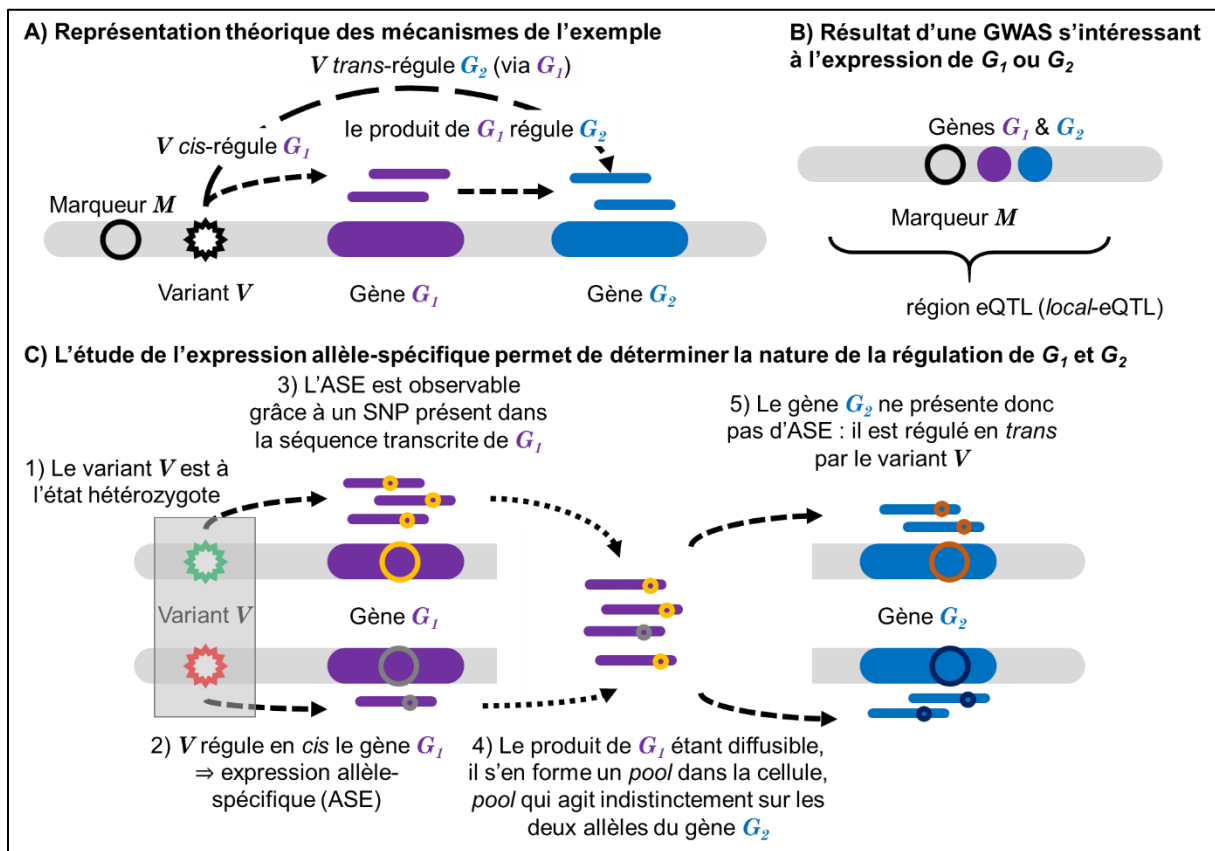 A) Représentation théorique des mécanismes de l'exemple
V trans-régule G2 (via G1)
le produit de G1 régule G2
V cis-régule G1
Marqueur M
Variant V
Gène G1
Gène G2
B) Résultat d'une GWAS s'intéressant
à l'expression de G1 ou G2
Gènes G1 & G2
Marqueur M
région eQTL (local-eQTL)
C) L'étude de l'expression allèle-spécifique permet de déterminer la nature de la régulation de G1 et G2
1) Le variant V est à
l'état hétérozygote
3) L'ASE est observable
grâce à un SNP présent dans
la séquence transcrite de G1
5) Le gène G2 ne présente donc
pas d'ASE : il est régulé en trans
par le variant V
Variant V
Gène G1
Gène G2
2) V régule en cis le gène G1
⇒ expression allèle-
spécifique (ASE)
4) Le produit de G1 étant diffusible,
il s'en forme un pool dans la cellule,
pool qui agit indistinctement sur les
deux allèles du gène G2